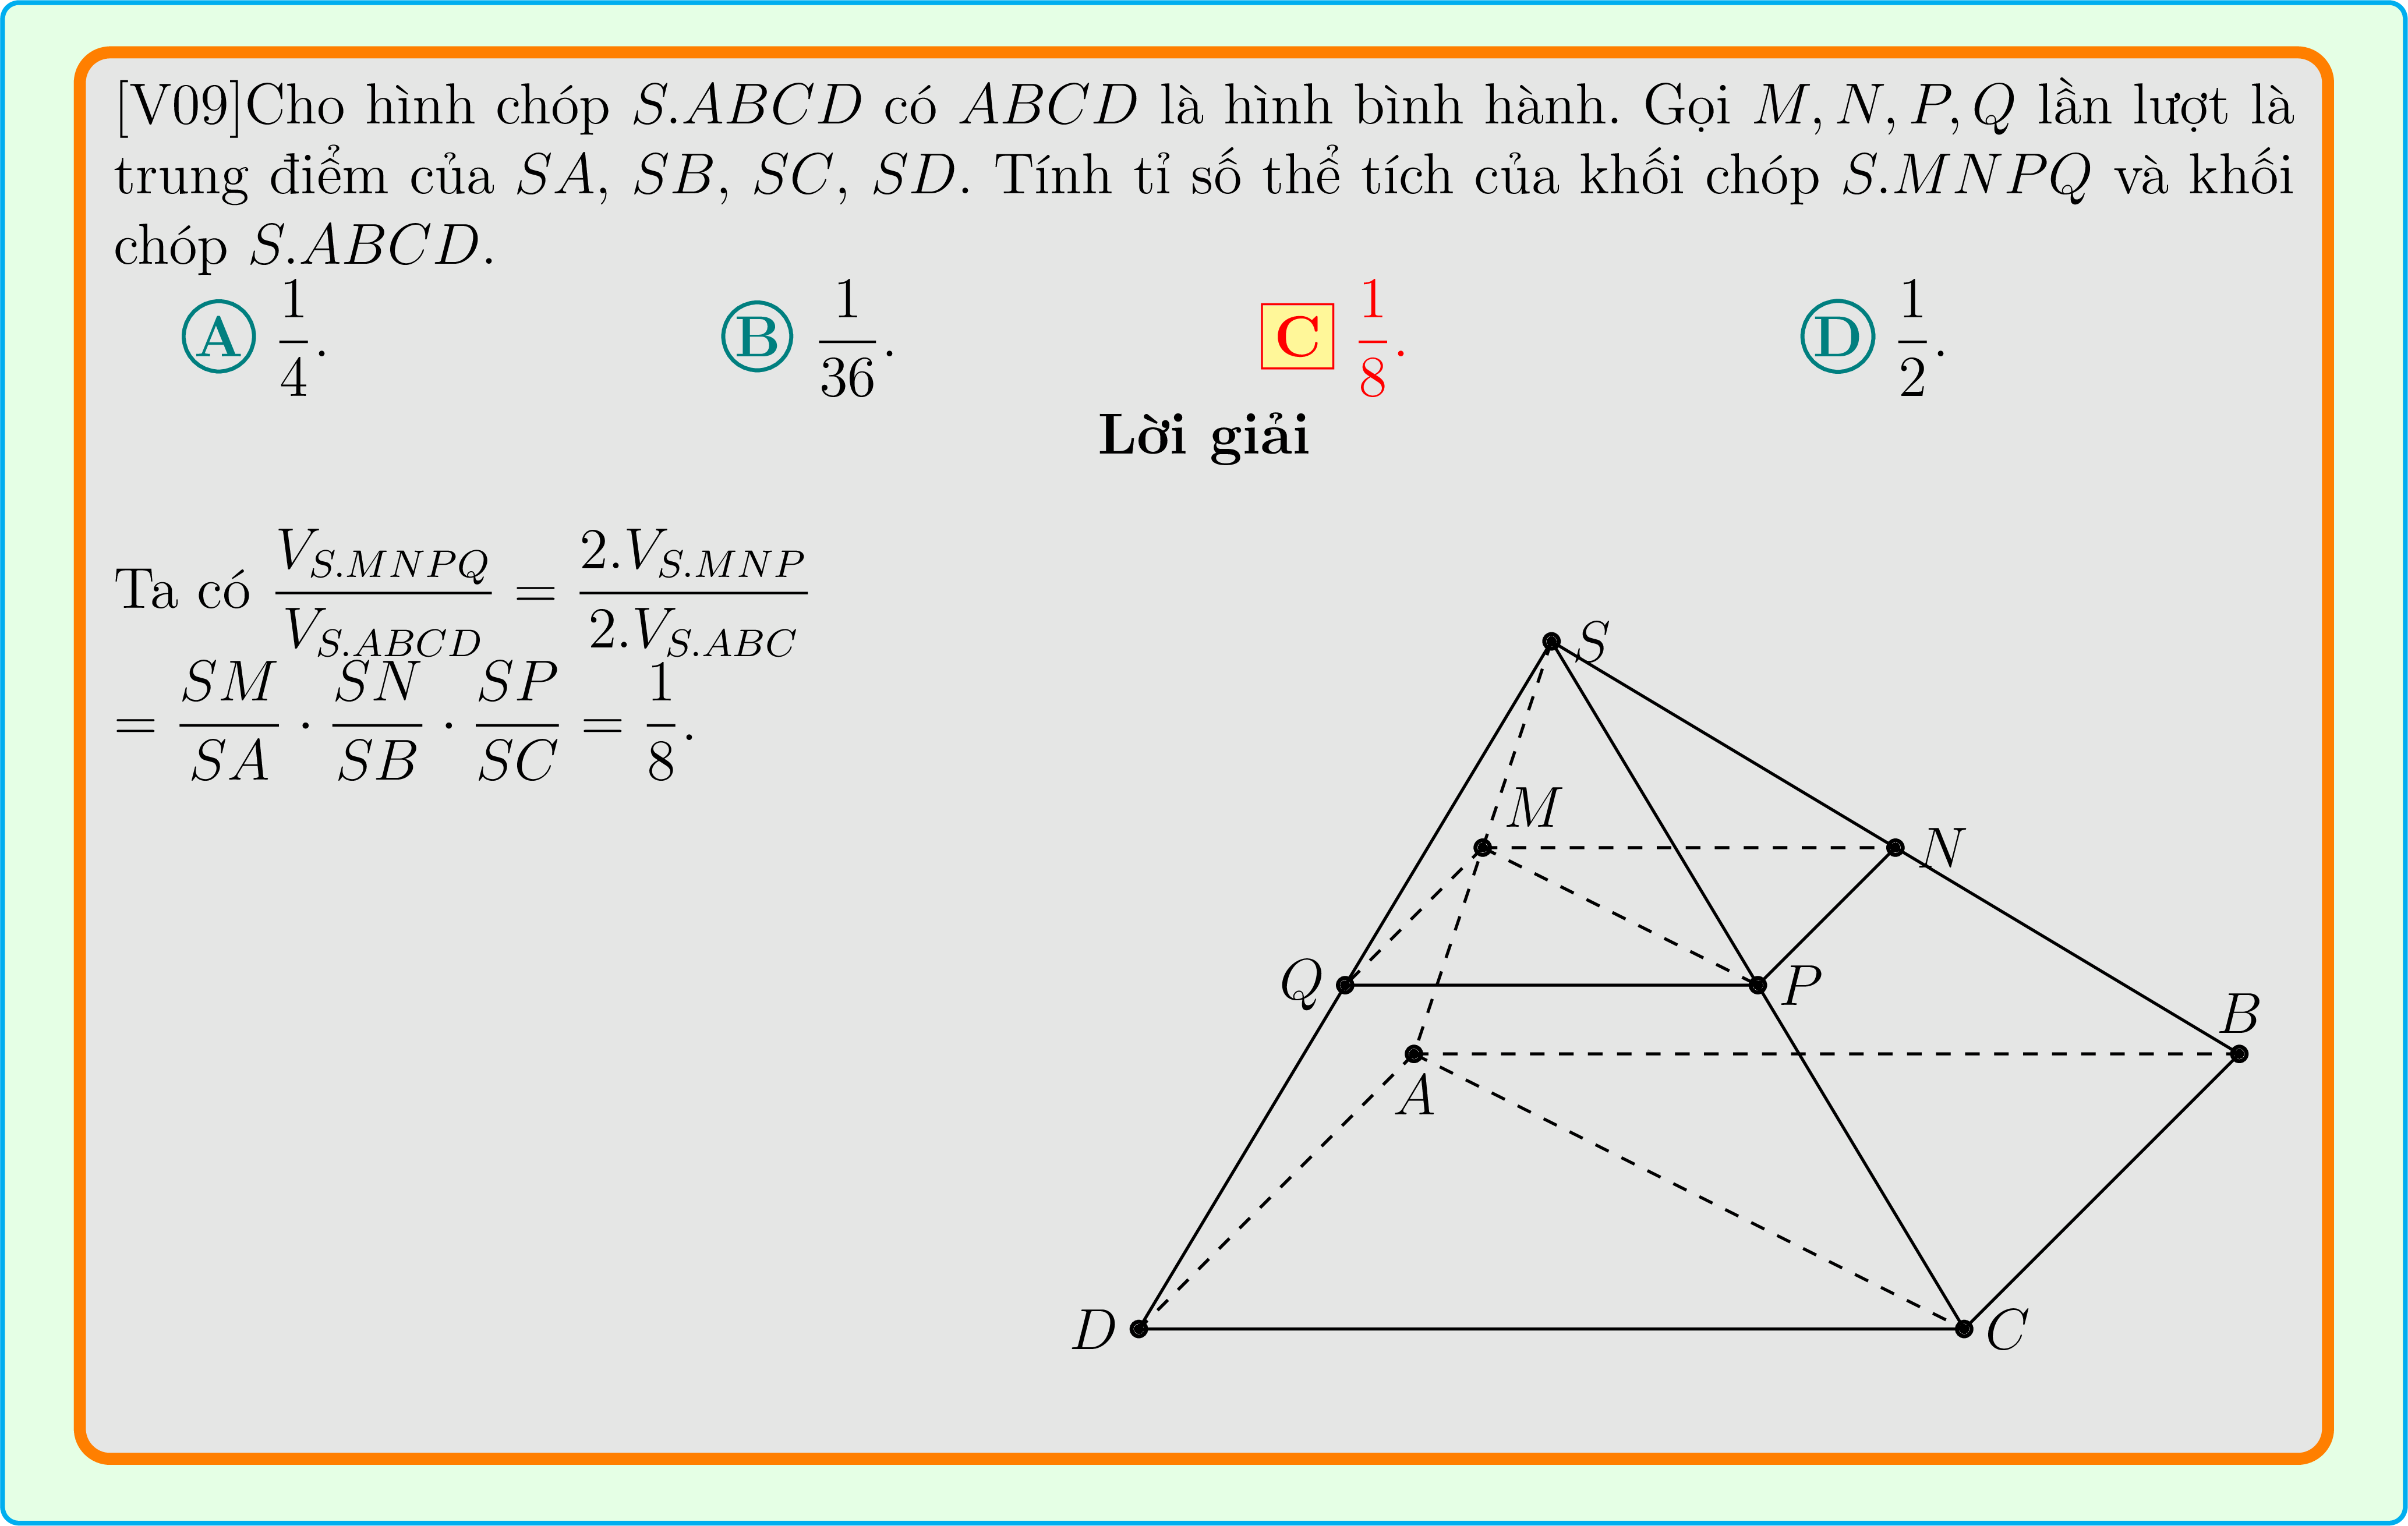 [V09]Cho hình chóp S.ABCD có ABCD là hình bình hành. Gọi M, N, P, Q lần lượt là
trung điểm của SA, SB, SC, SD. Tính tỉ số thể tích của khối chóp S.MNPQ và khối
chóp S.ABCD.
A 1/4. B 1/36. C 1/8. D 1/2.
Lời giải
Ta có V_{S.MNPQ}/V_{S.ABCD} = 2.V_{S.MNP}/2.V_{S.ABC}
= SM/SA · SN/SB · SP/SC = 1/8.
S
M
N
Q
P
B
A
D
C